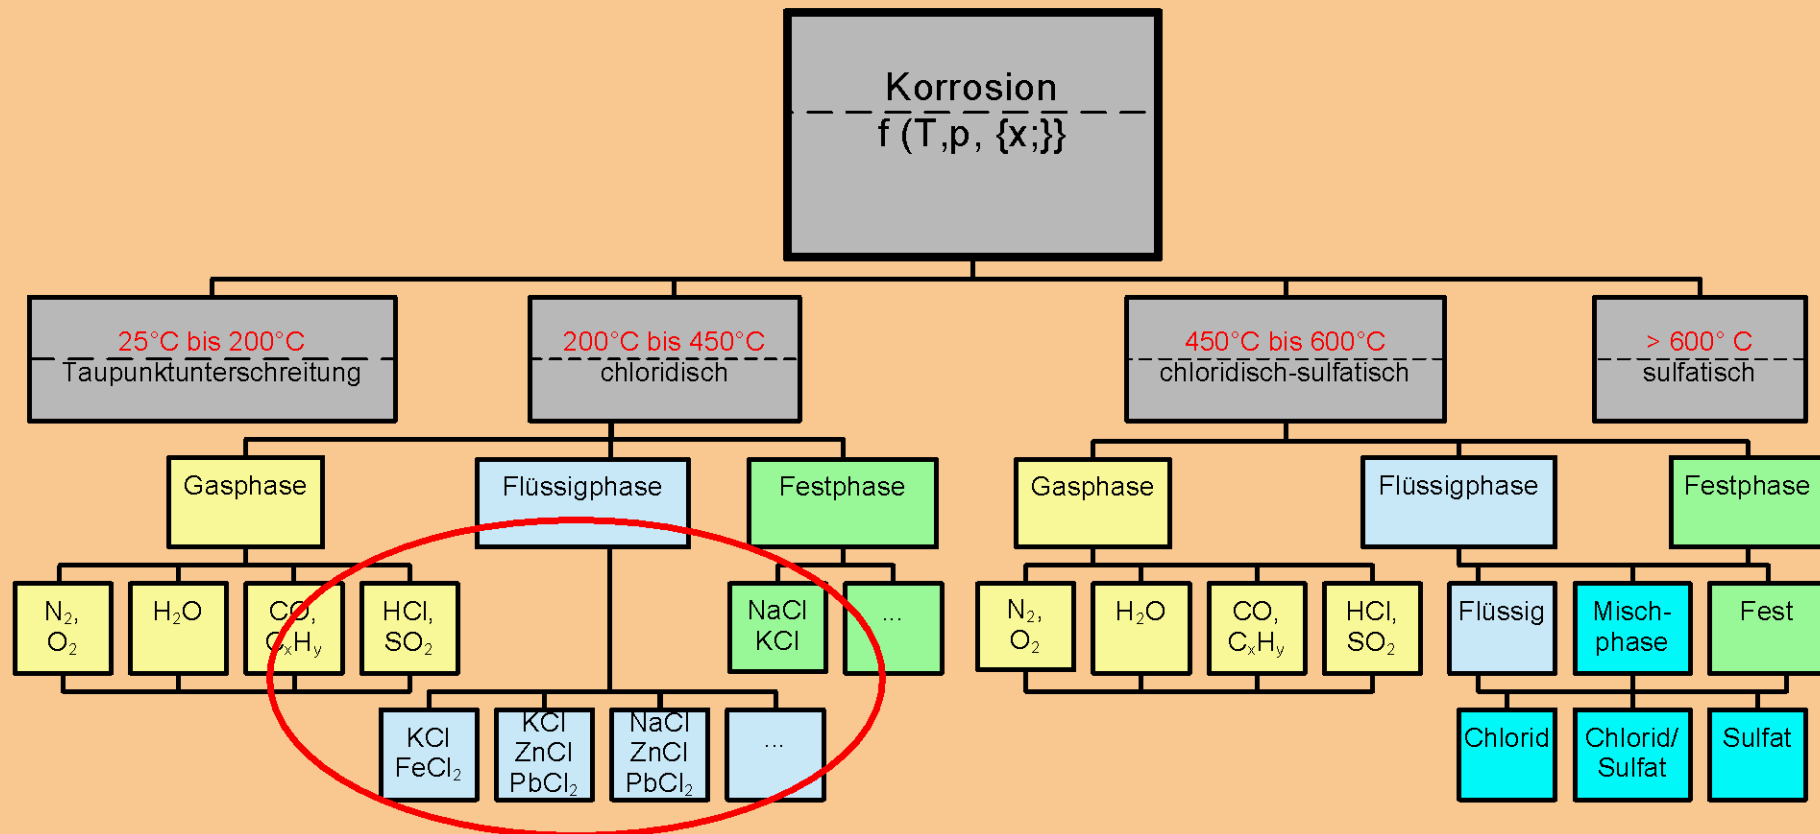 Korrosion
f (T,p, {x;}}
25°C bis 200°C
Taupunktunterschreitung
200°C bis 450°C
chloridisch
450°C bis 600°C
chloridisch-sulfatisch
> 600° C
sulfatisch
Gasphase
Flüssigphase
Festphase
Gasphase
Flüssigphase
Festphase
N₂,
O₂
H₂O
CO,
CₓHᵧ
HCl,
SO₂
NaCl
KCl
...
N₂,
O₂
H₂O
CO,
CₓHᵧ
HCl,
SO₂
Flüssig
Misch-
phase
Fest
KCl
FeCl₂
KCl
ZnCl
PbCl₂
NaCl
ZnCl
PbCl₂
...
Chlorid
Chlorid/
Sulfat
Sulfat